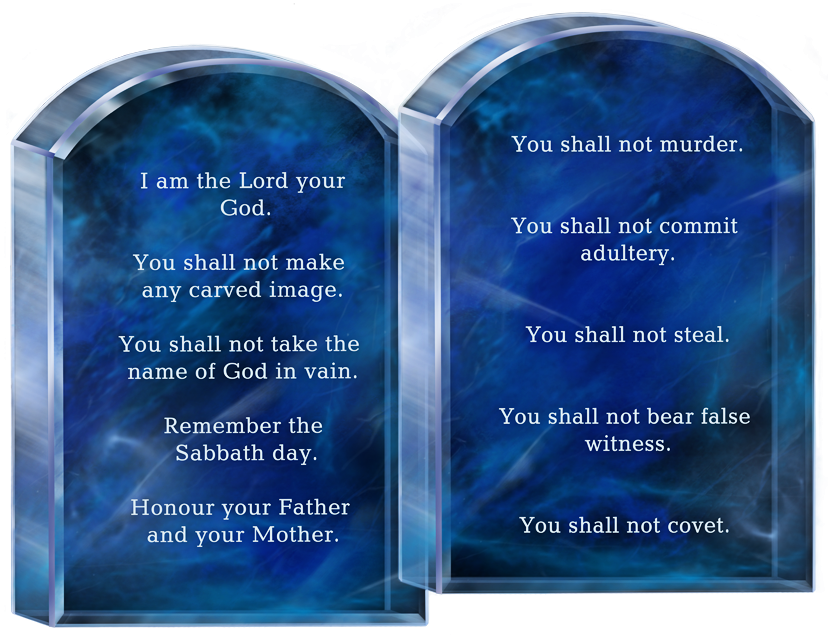 I am the Lord your
God.
You shall not make
any carved image.
You shall not take the
name of God in vain.
Remember the
Sabbath day.
Honour your Father
and your Mother.
You shall not murder.
You shall not commit
adultery.
You shall not steal.
You shall not bear false
witness.
You shall not covet.